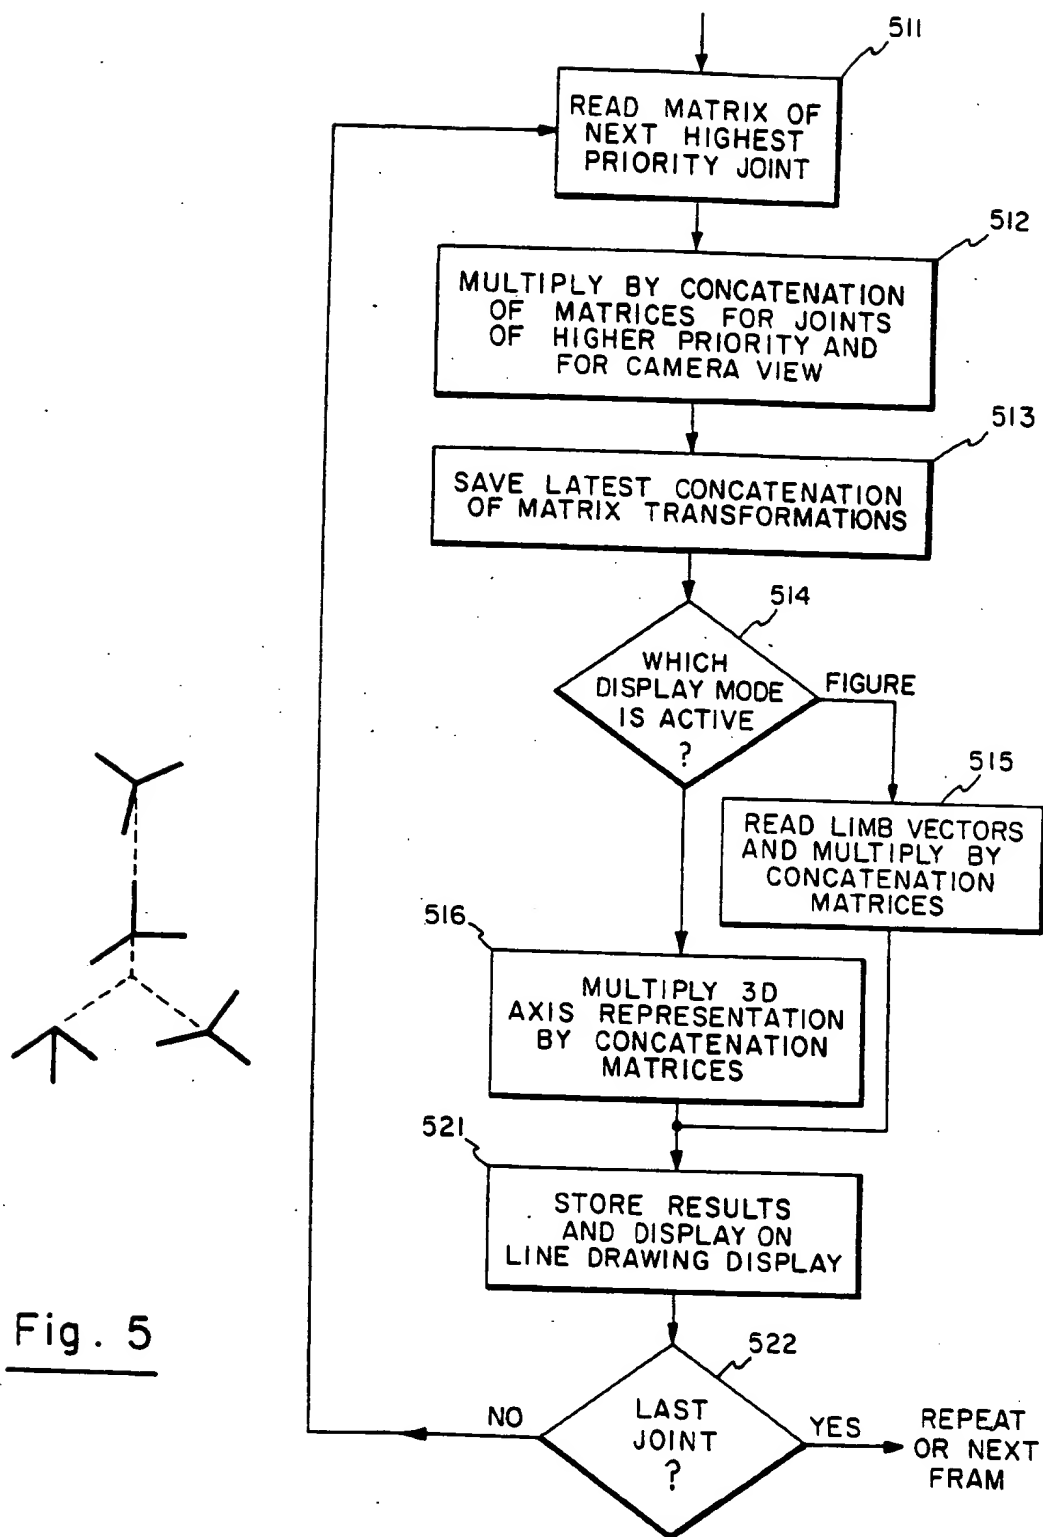 511
READ MATRIX OF
NEXT HIGHEST
PRIORITY JOINT
512
MULTIPLY BY CONCATENATION
OF MATRICES FOR JOINTS
OF HIGHER PRIORITY AND
FOR CAMERA VIEW
513
SAVE LATEST CONCATENATION
OF MATRIX TRANSFORMATIONS
514
WHICH
DISPLAY MODE
IS ACTIVE
?
FIGURE
515
READ LIMB VECTORS
AND MULTIPLY BY
CONCATENATION
MATRICES
516
MULTIPLY 3D
AXIS REPRESENTATION
BY CONCATENATION
MATRICES
521
STORE RESULTS
AND DISPLAY ON
LINE DRAWING DISPLAY
Fig. 5
522
LAST
JOINT
?
NO
YES
REPEAT
OR NEXT
FRAM